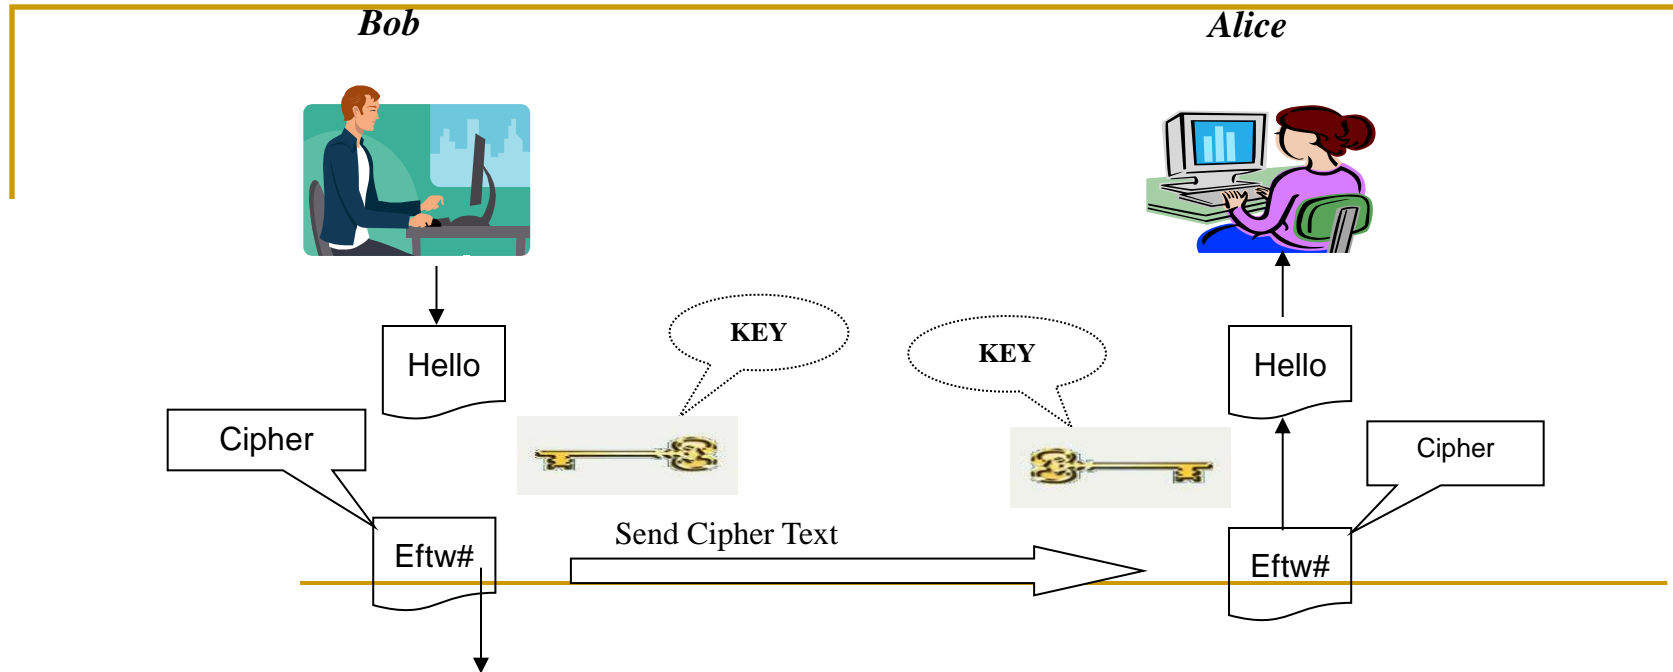 Bob
Alice
KEY
KEY
Hello
Hello
Cipher
Cipher
Send Cipher Text
Eftw#
Eftw#